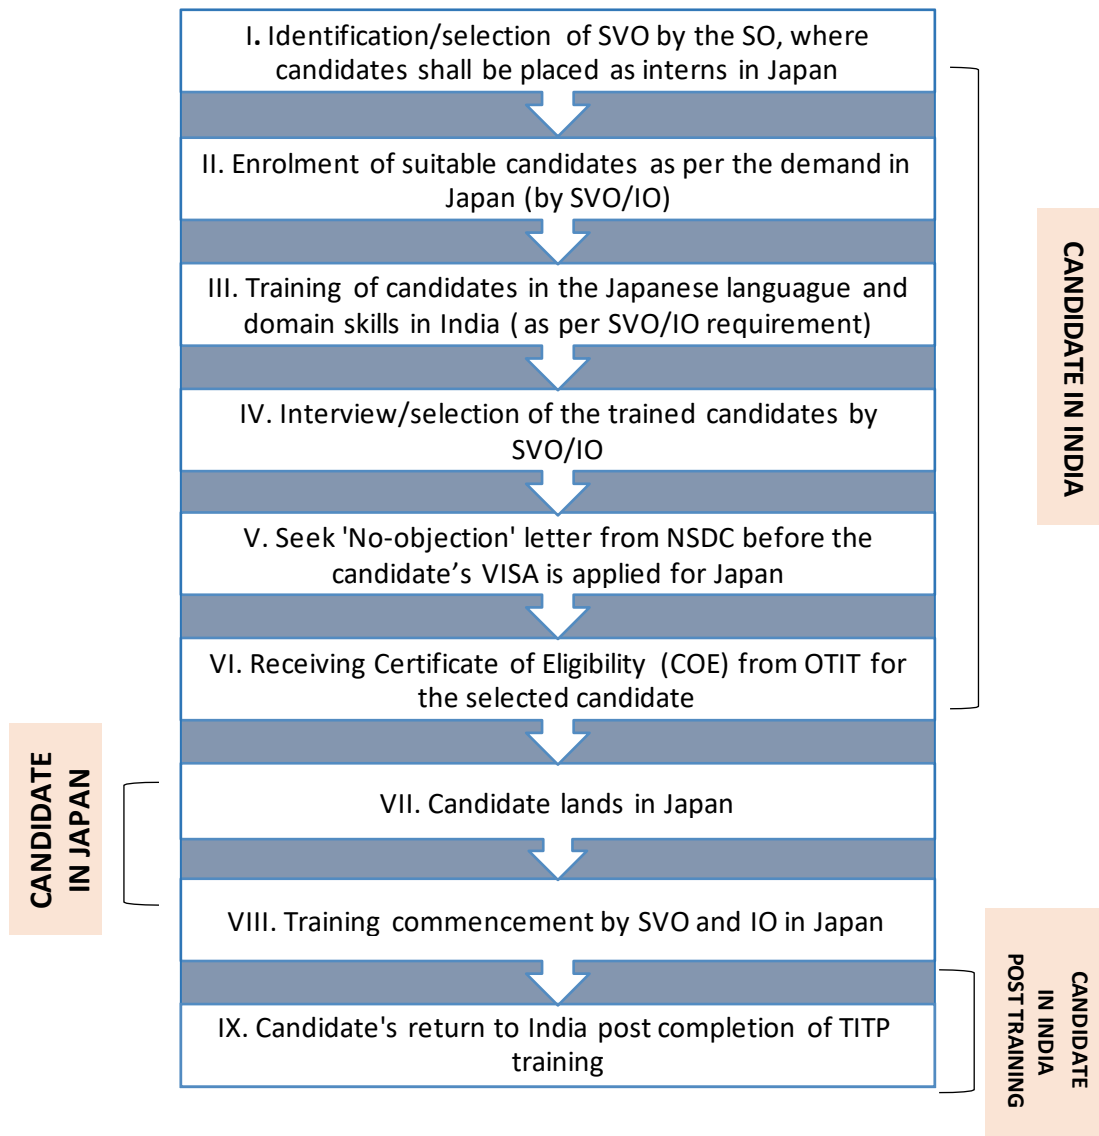 I. Identification/selection of SVO by the SO, where
candidates shall be placed as interns in Japan
II. Enrolment of suitable candidates as per the demand in
Japan (by SVO/IO)
III. Training of candidates in the Japanese languague and
domain skills in India ( as per SVO/IO requirement)
IV. Interview/selection of the trained candidates by
SVO/IO
V. Seek 'No-objection' letter from NSDC before the
candidate’s VISA is applied for Japan
VI. Receiving Certificate of Eligibility (COE) from OTIT for
the selected candidate
CANDIDATE IN INDIA
VII. Candidate lands in Japan
VIII. Training commencement by SVO and IO in Japan
CANDIDATE
IN JAPAN
IX. Candidate's return to India post completion of TITP
training
CANDIDATE
IN INDIA
POST TRAINING